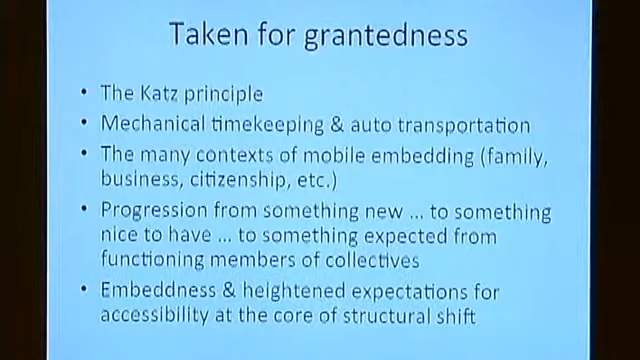 Taken for grantedness
• The Katz principle
• Mechanical timekeeping & auto transportation
• The many contexts of mobile embedding (family,
business, citizenship, etc.)
• Progression from something new ... to something
nice to have ... to something expected from
functioning members of collectives
• Embeddness & heightened expectations for
accessibility at the core of structural shift